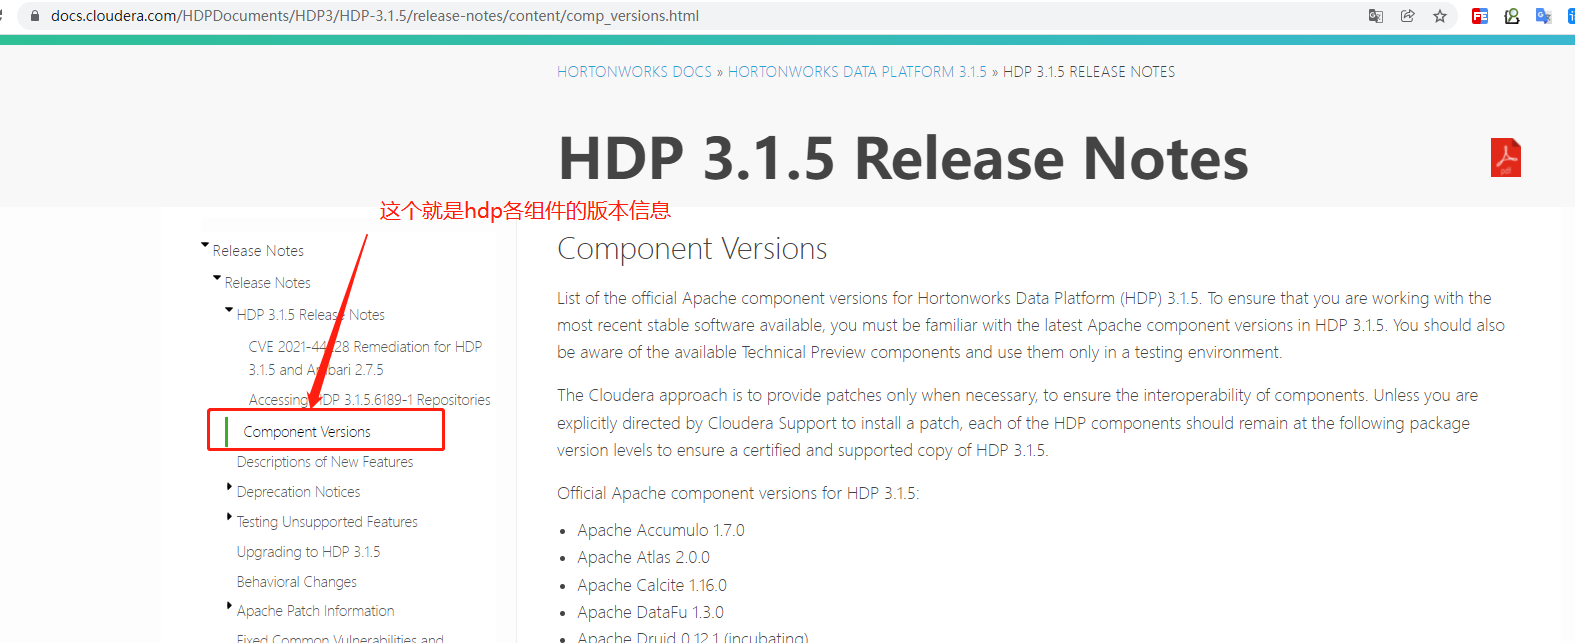 docs.cloudera.com/HDPDocuments/HDP3/HDP-3.1.5/release-notes/content/comp_versions.html
HORTONWORKS DOCS » HORTONWORKS DATA PLATFORM 3.1.5 » HDP 3.1.5 RELEASE NOTES
HDP 3.1.5 Release Notes
pdf
这个就是hdp各组件的版本信息
Release Notes
Release Notes
HDP 3.1.5 Release Notes
CVE 2021-44228 Remediation for HDP
3.1.5 and Ambari 2.7.5
Accessing HDP 3.1.5.6189-1 Repositories
Component Versions
Descriptions of New Features
Deprecation Notices
Testing Unsupported Features
Upgrading to HDP 3.1.5
Behavioral Changes
Apache Patch Information
Fixed Common Vulnerabilities and
Component Versions
List of the official Apache component versions for Hortonworks Data Platform (HDP) 3.1.5. To ensure that you are working with the
most recent stable software available, you must be familiar with the latest Apache component versions in HDP 3.1.5. You should also
be aware of the available Technical Preview components and use them only in a testing environment.
The Cloudera approach is to provide patches only when necessary, to ensure the interoperability of components. Unless you are
explicitly directed by Cloudera Support to install a patch, each of the HDP components should remain at the following package
version levels to ensure a certified and supported copy of HDP 3.1.5.
Official Apache component versions for HDP 3.1.5:
• Apache Accumulo 1.7.0
• Apache Atlas 2.0.0
• Apache Calcite 1.16.0
• Apache DataFu 1.3.0
• Apache Druid 0.12.1 (incubating)